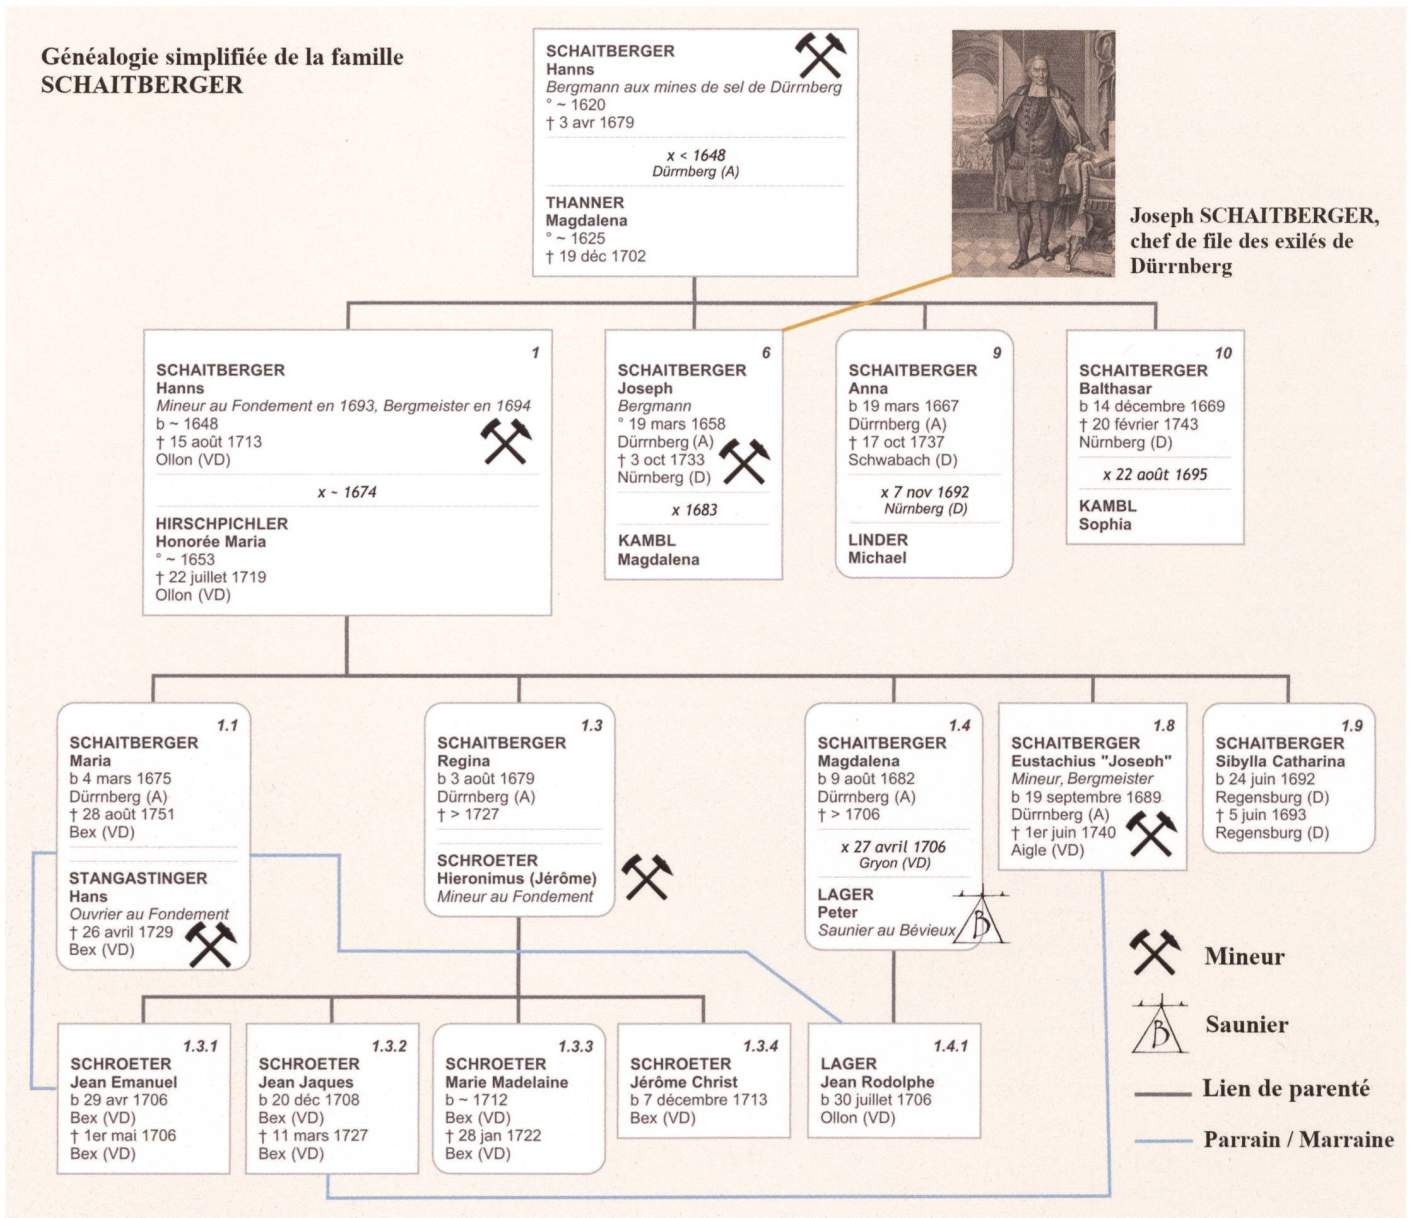 Généalogie simplifiée de la famille
SCHAITBERGER
SCHAITBERGER
Hanns
Bergmann aux mines de sel de Dürrnberg
° ~ 1620
† 3 avr 1679
x < 1648
Dürrnberg (A)
THANNER
Magdalena
° ~ 1625
† 19 déc 1702
Joseph SCHAITBERGER,
chef de file des exilés de
Dürrnberg
1
SCHAITBERGER
Hanns
Mineur au Fondement en 1693, Bergmeister en 1694
b ~ 1648
† 15 août 1713
Ollon (VD)
x ~ 1674
HIRSCHPICHLER
Honorée Maria
° ~ 1653
† 22 juillet 1719
Ollon (VD)
6
SCHAITBERGER
Joseph
Bergmann
° 19 mars 1658
Dürrnberg (A)
† 3 oct 1733
Nürnberg (D)
x 1683
KAMBL
Magdalena
9
SCHAITBERGER
Anna
b 19 mars 1667
Dürrnberg (A)
† 17 oct 1737
Schwabach (D)
x 7 nov 1692
Nürnberg (D)
LINDER
Michael
10
SCHAITBERGER
Balthasar
b 14 décembre 1669
† 20 février 1743
Nürnberg (D)
x 22 août 1695
KAMBL
Sophia
1.1
SCHAITBERGER
Maria
b 4 mars 1675
Dürrnberg (A)
† 28 août 1751
Bex (VD)
STANGASTINGER
Hans
Ouvrier au Fondement
† 26 avril 1729
Bex (VD)
1.3
SCHAITBERGER
Regina
b 3 août 1679
Dürrnberg (A)
† > 1727
SCHROETER
Hieronimus (Jérôme)
Mineur au Fondement
1.4
SCHAITBERGER
Magdalena
b 9 août 1682
Dürrnberg (A)
† > 1706
x 27 avril 1706
Gryon (VD)
LAGER
Peter
Saunier au Bévieux
B
1.8
SCHAITBERGER
Eustachius "Joseph"
Mineur, Bergmeister
b 19 septembre 1689
Dürrnberg (A)
† 1er juin 1740
Aigle (VD)
1.9
SCHAITBERGER
Sibylla Catharina
b 24 juin 1692
Regensburg (D)
† 5 juin 1693
Regensburg (D)
1.3.1
SCHROETER
Jean Emanuel
b 29 avr 1706
Bex (VD)
† 1er mai 1706
Bex (VD)
1.3.2
SCHROETER
Jean Jaques
b 20 déc 1708
Bex (VD)
† 11 mars 1727
Bex (VD)
1.3.3
SCHROETER
Marie Madelaine
b ~ 1712
Bex (VD)
† 28 jan 1722
Bex (VD)
1.3.4
SCHROETER
Jérôme Christ
b 7 décembre 1713
Bex (VD)
1.4.1
LAGER
Jean Rodolphe
b 30 juillet 1706
Ollon (VD)
Mineur
B
Saunier
Lien de parenté
Parrain / Marraine